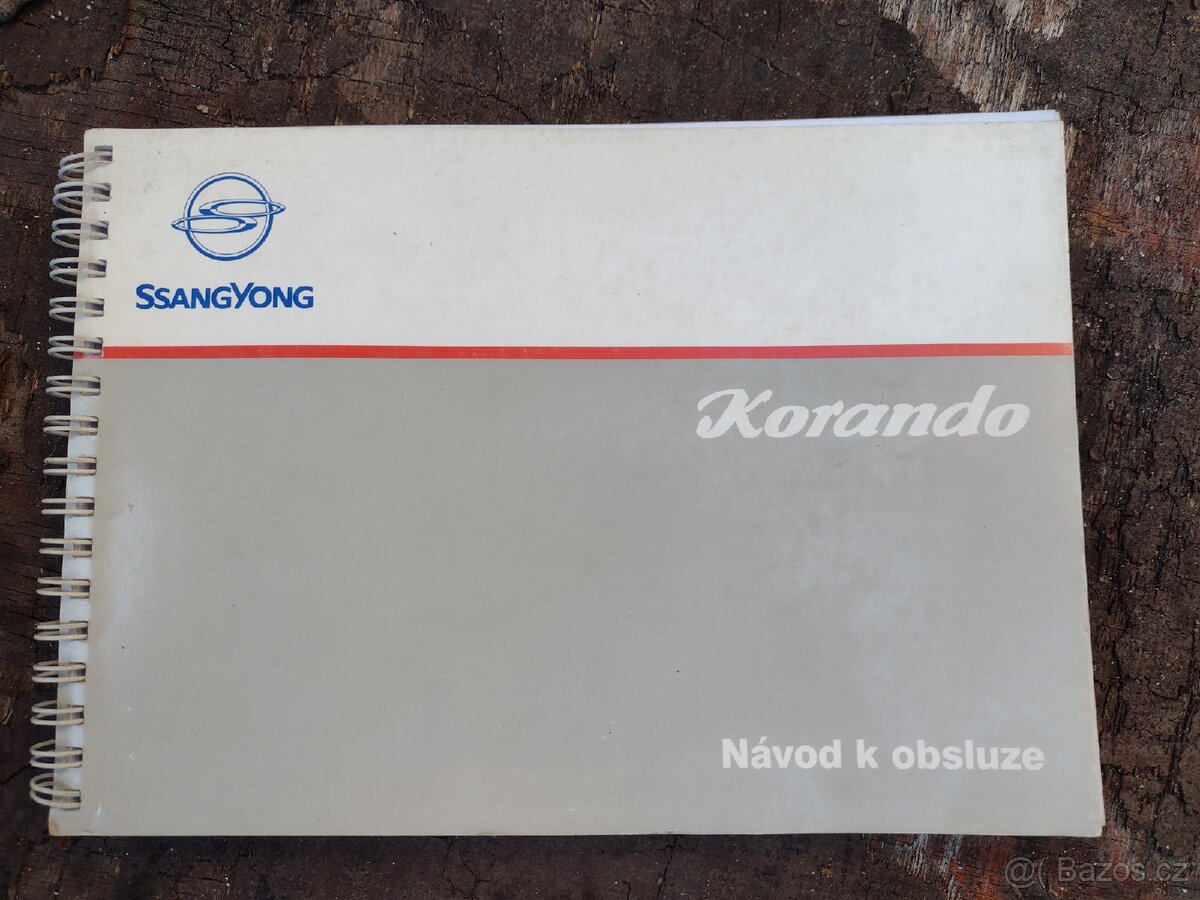 SSANGYONG
Korando
Návod k obsluze
@( Bazos.cz